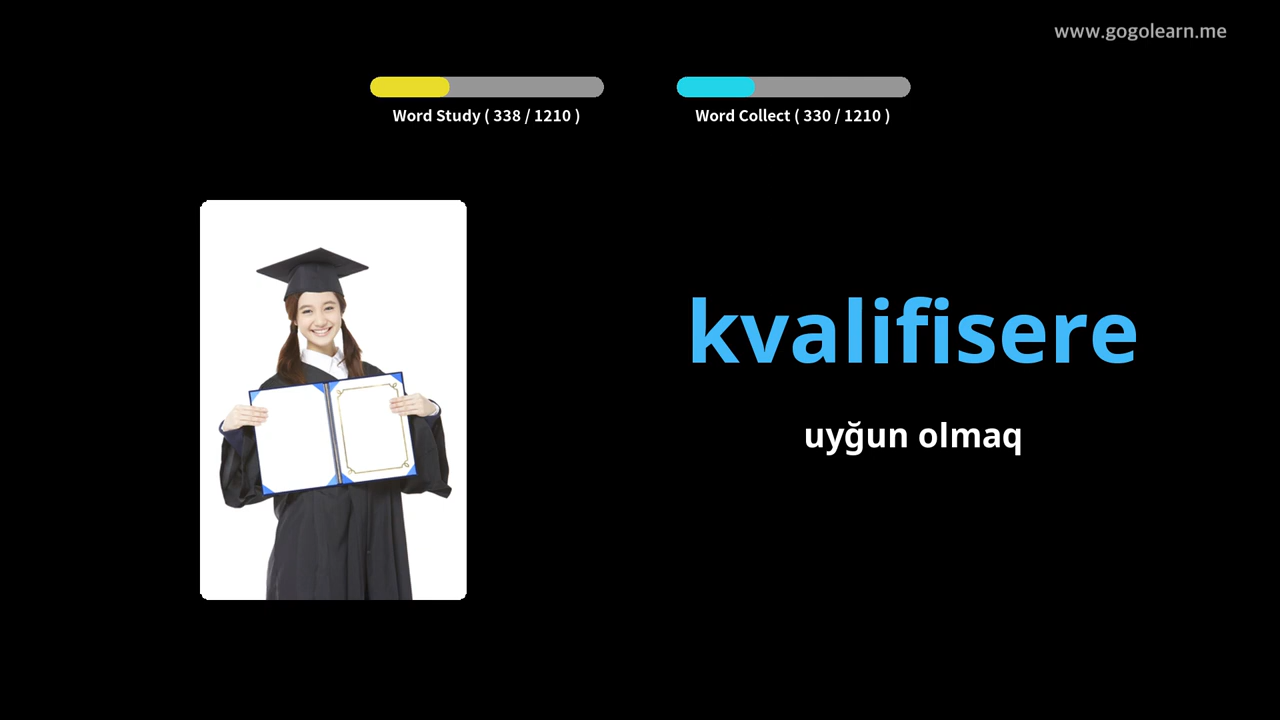 www.gogolearn.me
Word Study ( 338 / 1210 )
Word Collect ( 330 / 1210 )
kvalifisere
uyğun olmaq